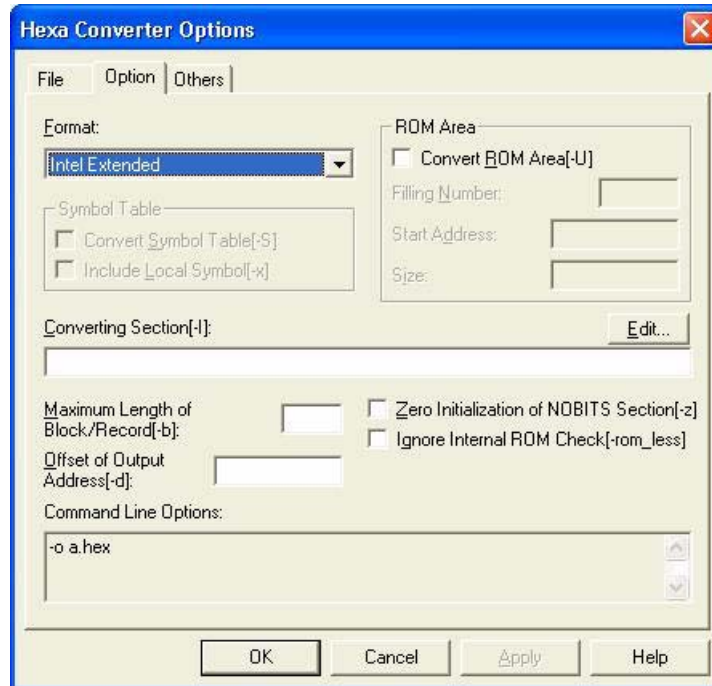 Hexa Converter Options
File Option Others
Format:
Intel Extended
Symbol Table
Convert Symbol Table[-S]
Include Local Symbol[-x]
ROM Area
Convert ROM Area[-U]
Filling Number:
Start Address:
Size:
Converting Section[-I]:
Edit...
Maximum Length of
Block/Record[-b]:
Offset of Output
Address[-d]:
Zero Initialization of NOBITS Section[-z]
Ignore Internal ROM Check[-rom_less]
Command Line Options:
-o a.hex
OK Cancel Apply Help